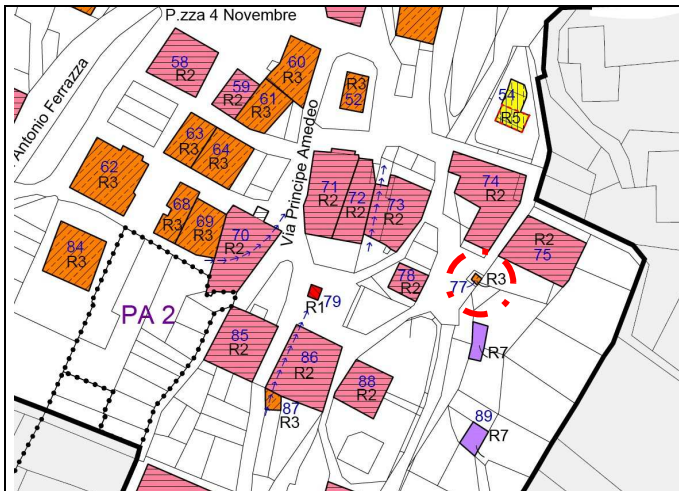 P.zza 4 Novembre
58
R2
60
R3
59
R2
61
R3
R3
52
54
R5
Antonio Ferrazza
63
R3
64
R3
Via Principe Amedeo
62
R3
71
R2
72
R2
73
R2
74
R2
68
R3
69
R3
70
R2
84
R3
R2
75
78
R2
77
R3
PA 2
R1
79
85
R2
86
R2
R7
88
R2
87
R3
89
R7